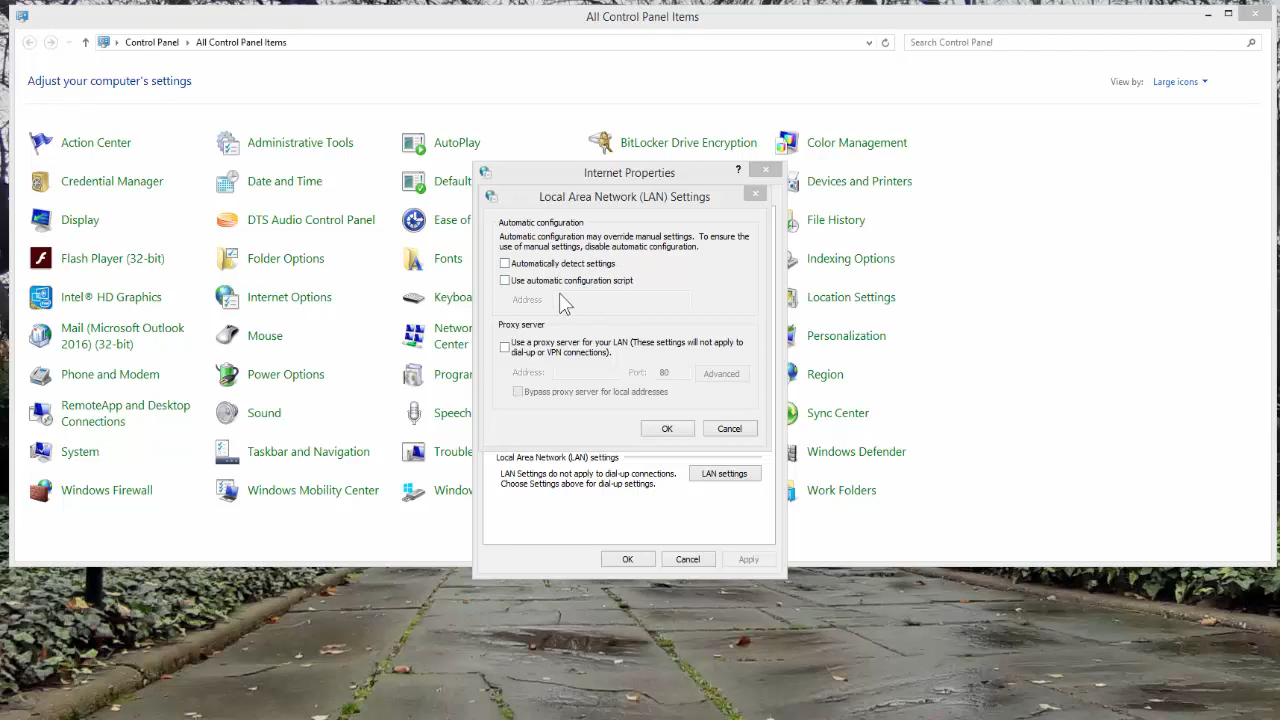 All Control Panel Items
Control Panel All Control Panel Items
Search Control Panel
Adjust your computer's settings
View by: Large icons
Action Center
Administrative Tools
AutoPlay
BitLocker Drive Encryption
Color Management
Credential Manager
Date and Time
Default
Devices and Printers
Display
DTS Audio Control Panel
Ease of
File History
Flash Player (32-bit)
Folder Options
Fonts
Indexing Options
Intel® HD Graphics
Internet Options
Keyboa
Location Settings
Mail (Microsoft Outlook
2016) (32-bit)
Mouse
Networ
Center
Personalization
Phone and Modem
Power Options
Program
Region
RemoteApp and Desktop
Connections
Sound
Speech
Sync Center
System
Taskbar and Navigation
Trouble
Windows Defender
Windows Firewall
Windows Mobility Center
Windo
Work Folders
Internet Properties
?
Local Area Network (LAN) Settings
Automatic configuration
Automatic configuration may override manual settings. To ensure the
use of manual settings, disable automatic configuration.
Automatically detect settings
Use automatic configuration script
Address
Proxy server
Use a proxy server for your LAN (These settings will not apply to
dial-up or VPN connections).
Address: Port: 80 Advanced
Bypass proxy server for local addresses
OK Cancel
Local Area Network (LAN) settings
LAN Settings do not apply to dial-up connections.
Choose Settings above for dial-up settings.
LAN settings
OK Cancel Apply